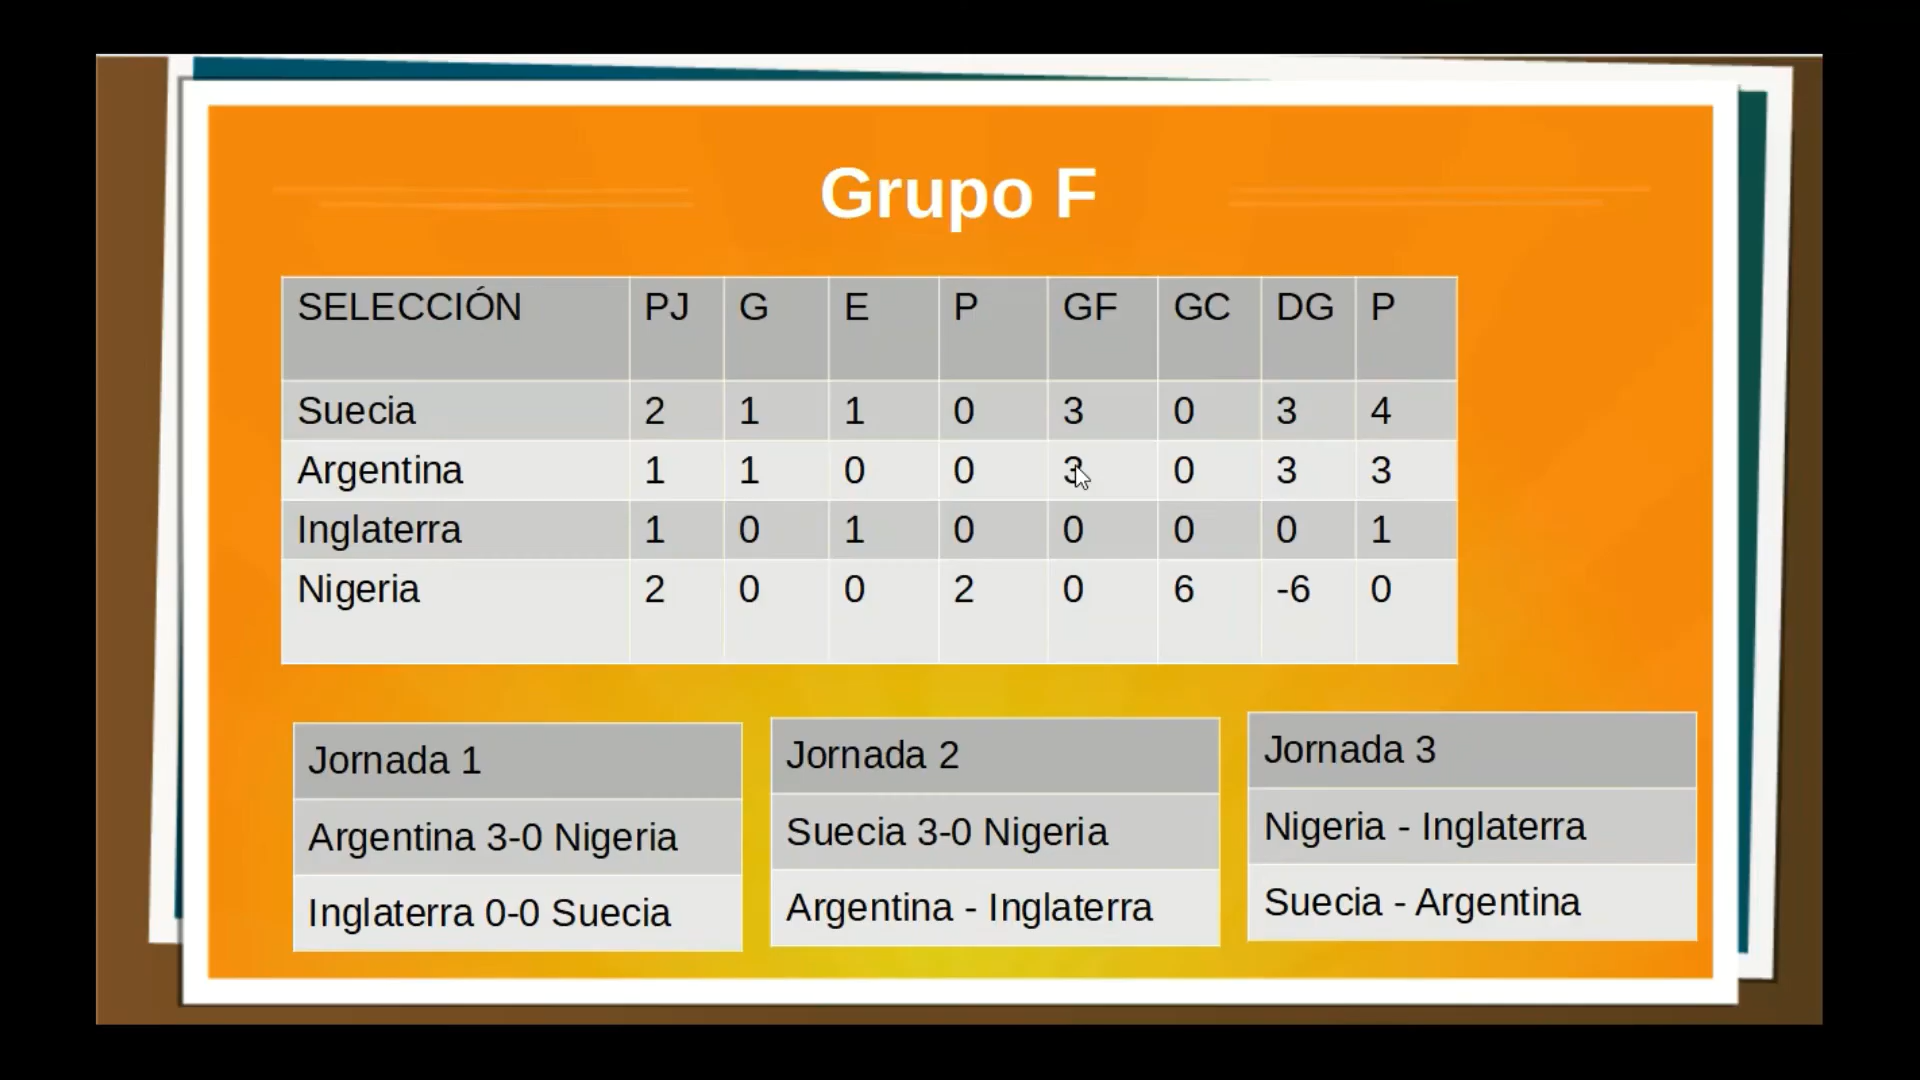 Grupo F
SELECCIÓN PJ G E P GF GC DG P
Suecia 2 1 1 0 3 0 3 4
Argentina 1 1 0 0 3 0 3 3
Inglaterra 1 0 1 0 0 0 0 1
Nigeria 2 0 0 2 0 6 -6 0
Jornada 1
Argentina 3-0 Nigeria
Inglaterra 0-0 Suecia
Jornada 2
Suecia 3-0 Nigeria
Argentina - Inglaterra
Jornada 3
Nigeria - Inglaterra
Suecia - Argentina